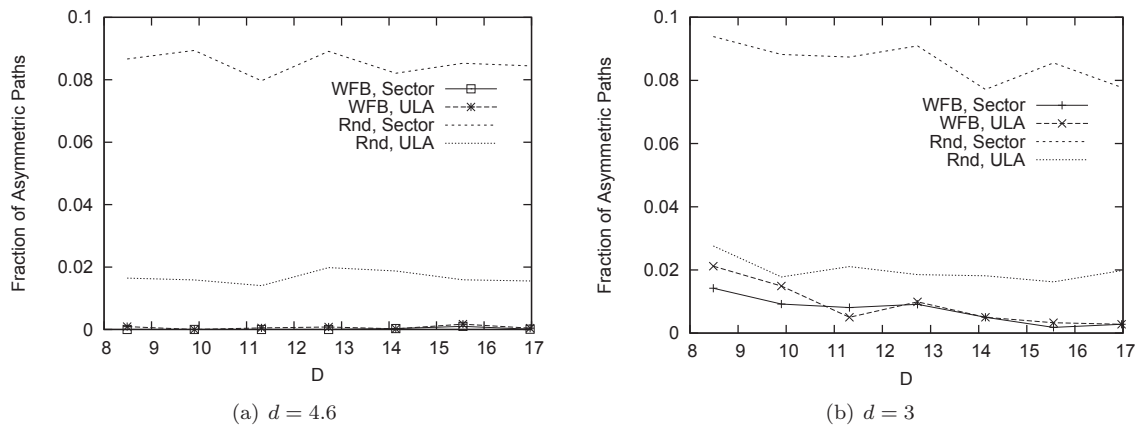 Fraction of Asymmetric Paths
0.1
0.08
0.06
0.04
0.02
0
8 9 10 11 12 13 14 15 16 17
D
WFB, Sector
WFB, ULA
Rnd, Sector
Rnd, ULA
(a) d = 4.6
Fraction of Asymmetric Paths
0.1
0.08
0.06
0.04
0.02
0
8 9 10 11 12 13 14 15 16 17
D
WFB, Sector
WFB, ULA
Rnd, Sector
Rnd, ULA
(b) d = 3